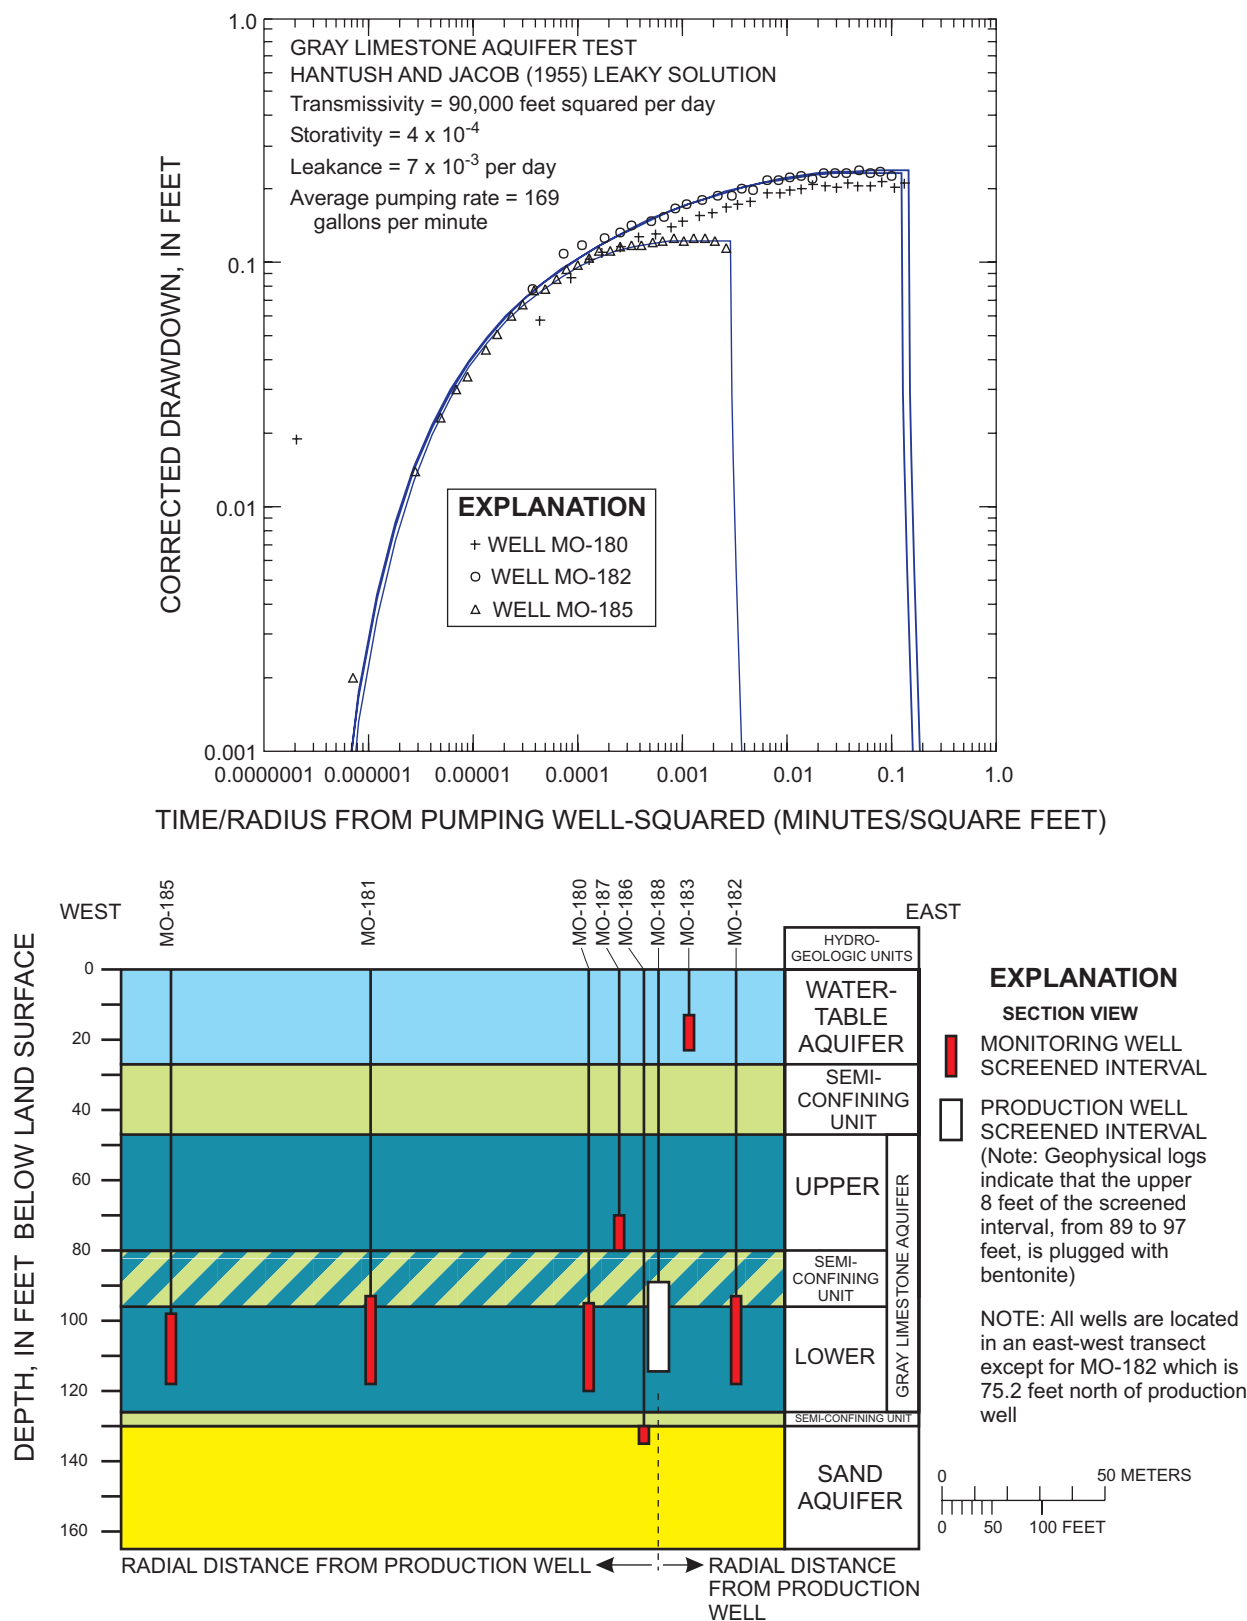 1.0
GRAY LIMESTONE AQUIFER TEST
HANTUSH AND JACOB (1955) LEAKY SOLUTION
Transmissivity = 90,000 feet squared per day
Storativity = 4 x 10-4
Leakance = 7 x 10-3 per day
Average pumping rate = 169
gallons per minute
CORRECTED DRAWDOWN, IN FEET
0.1
0.01
0.001
EXPLANATION
WELL MO-180
WELL MO-182
WELL MO-185
0.0000001 0.000001 0.00001 0.0001 0.001 0.01 0.1 1.0
TIME/RADIUS FROM PUMPING WELL-SQUARED (MINUTES/SQUARE FEET)
WEST
MO-185
MO-181
MO-180
MO-187
MO-186
MO-188
MO-183
MO-182
EAST
DEPTH, IN FEET BELOW LAND SURFACE
0
20
40
60
80
100
120
140
160
HYDRO-
GEOLOGIC UNITS
WATER-
TABLE
AQUIFER
SEMI-
CONFINING
UNIT
UPPER
SEMI-
CONFINING
UNIT
LOWER
GRAY LIMESTONE AQUIFER
SEMI-CONFINING UNIT
SAND
AQUIFER
RADIAL DISTANCE FROM PRODUCTION WELL
RADIAL DISTANCE
FROM PRODUCTION
WELL
EXPLANATION
SECTION VIEW
MONITORING WELL
SCREENED INTERVAL
PRODUCTION WELL
SCREENED INTERVAL
(Note: Geophysical logs
indicate that the upper
8 feet of the screened
interval, from 89 to 97
feet, is plugged with
bentonite)
NOTE: All wells are located
in an east-west transect
except for MO-182 which is
75.2 feet north of production
well
0 50 METERS
0 50 100 FEET